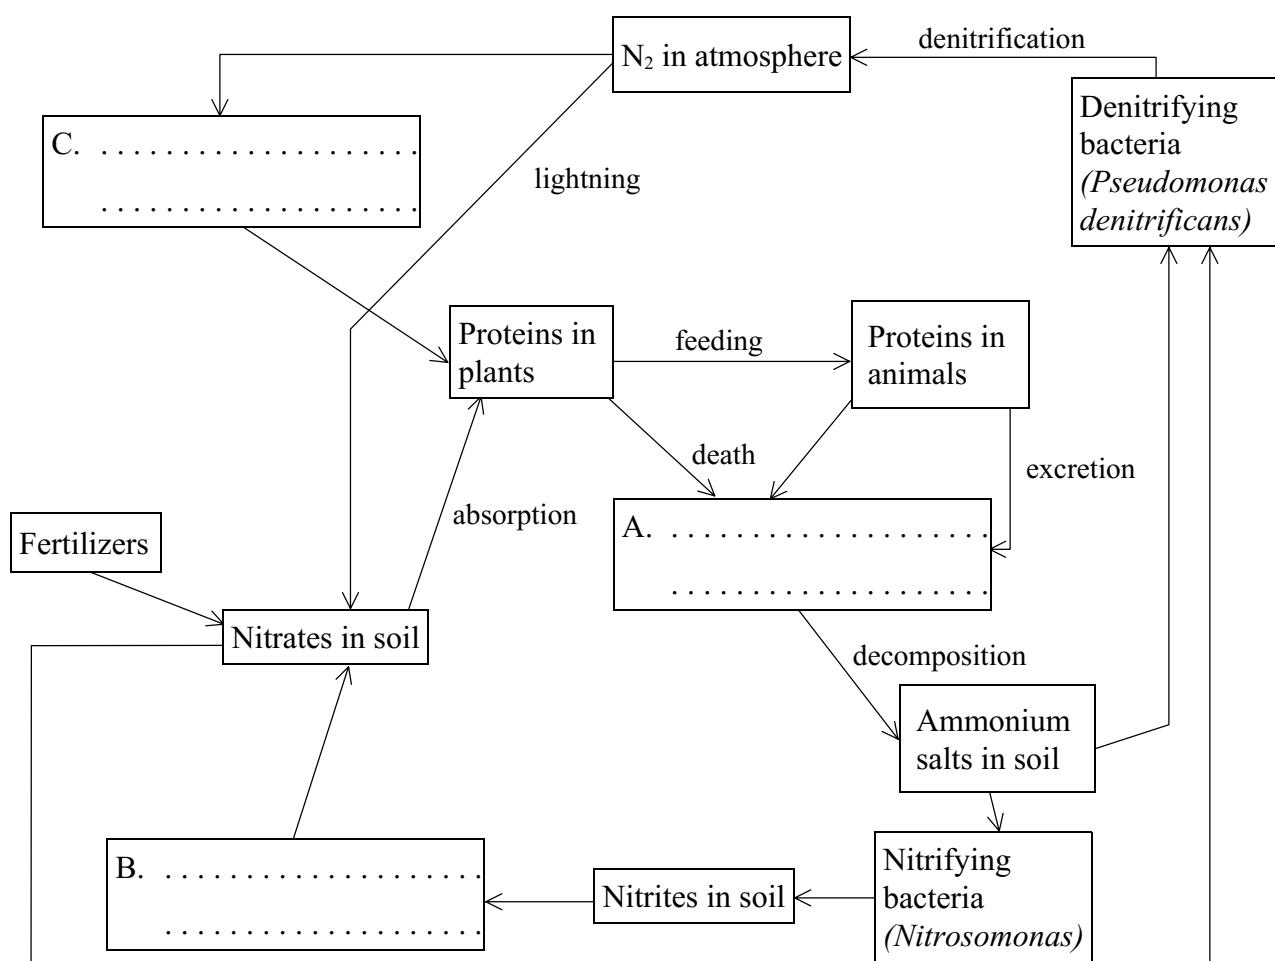 N₂ in atmosphere
denitrification
Denitrifying
bacteria
(Pseudomonas
denitrificans)
C. . . . . . . . . . . . . . . . . . . . .
. . . . . . . . . . . . . . . . . . . .
lightning
Proteins in
plants
feeding
Proteins in
animals
death
excretion
absorption
A. . . . . . . . . . . . . . . . . . . . .
. . . . . . . . . . . . . . . . . . . .
Fertilizers
Nitrates in soil
decomposition
Ammonium
salts in soil
B. . . . . . . . . . . . . . . . . . . . .
. . . . . . . . . . . . . . . . . . . .
Nitrites in soil
Nitrifying
bacteria
(Nitrosomonas)